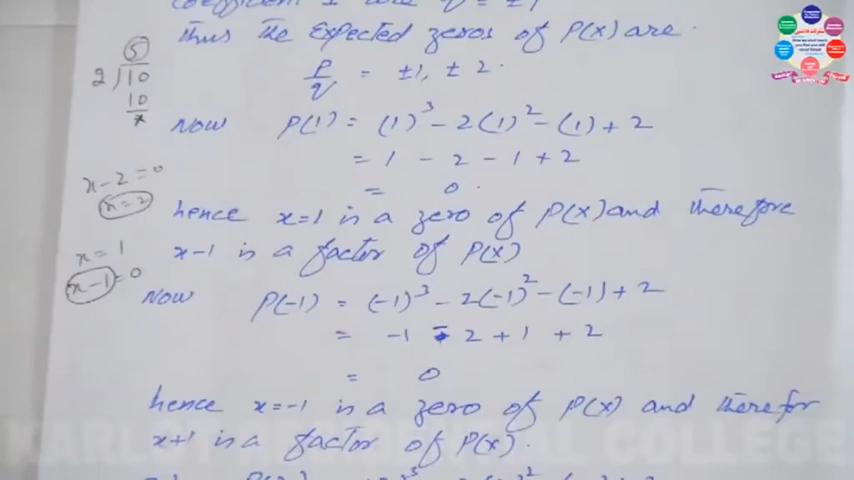 thus the Expected zeros of P(x) are
p/q = ±1, ± 2.
5
2 ) 10
10
x
Now P(1) = (1)³ - 2(1)² - (1) + 2
= 1 - 2 - 1 + 2
= 0.
x-2=0
x=2
hence x=1 is a zero of P(x) and therefore
x=1
x-1 is a factor of P(x)
x-1=0
Now P(-1) = (-1)³ - 2(-1)² - (-1) + 2
= -1 - 2 + 1 + 2
= 0
hence x=-1 is a zero of P(x) and therefor
x+1 is a factor of P(x).